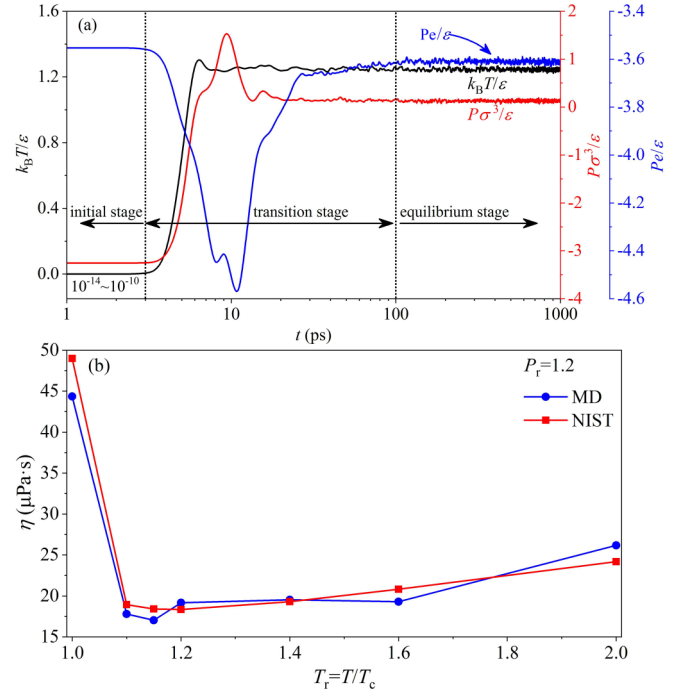 (a)
Pe/ε
k_BT/ε
Pσ³/ε
initial stage
transition stage
equilibrium stage
10⁻¹⁴~10⁻¹⁰
0.0
0.4
0.8
1.2
1.6
k_BT/ε
2
1
0
-1
-2
-3
-4
Pσ³/ε
-3.4
-3.6
-3.8
-4.0
-4.2
-4.4
-4.6
Pe/ε
1
10
100
1000
t (ps)
(b)
P_r=1.2
MD
NIST
50
45
40
35
30
25
20
15
η (μPa·s)
1.0
1.2
1.4
1.6
1.8
2.0
T_r=T/T_c